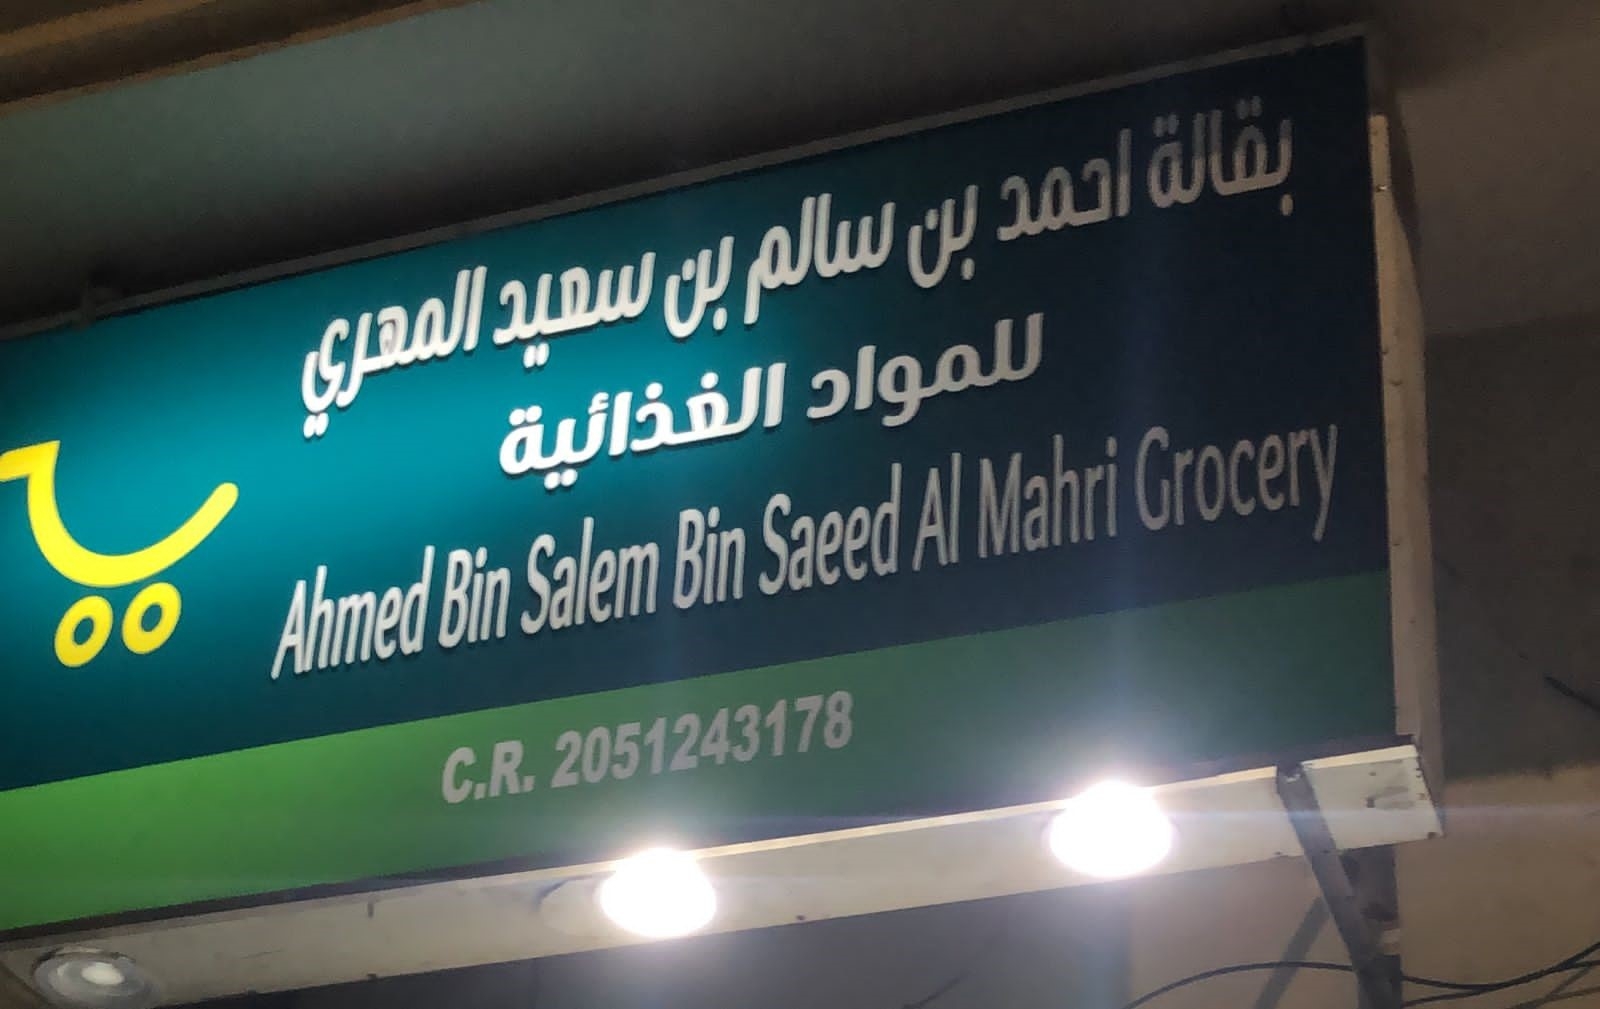 بقالة احمد بن سالم بن سعيد المهري
للمواد الغذائية
Ahmed Bin Salem Bin Saeed Al Mahri Grocery
C.R. 2051243178